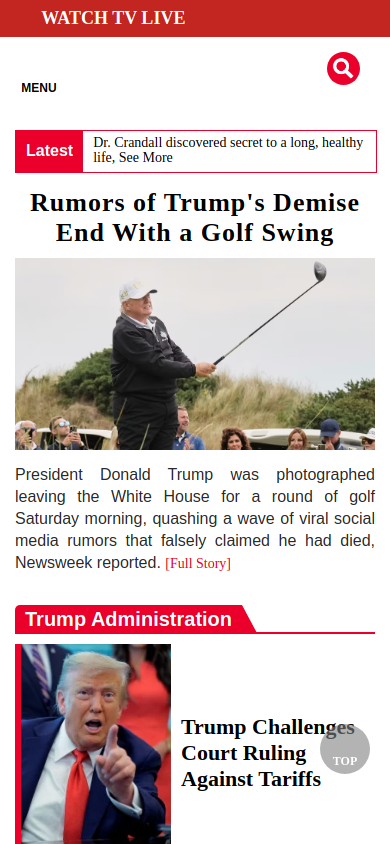 WATCH TV LIVE
MENU
Latest
Dr. Crandall discovered secret to a long, healthy
life, See More
Rumors of Trump's Demise
End With a Golf Swing
President Donald Trump was photographed
leaving the White House for a round of golf
Saturday morning, quashing a wave of viral social
media rumors that falsely claimed he had died,
Newsweek reported. [Full Story]
Trump Administration
Trump Challenges
Court Ruling
Against Tariffs
TOP